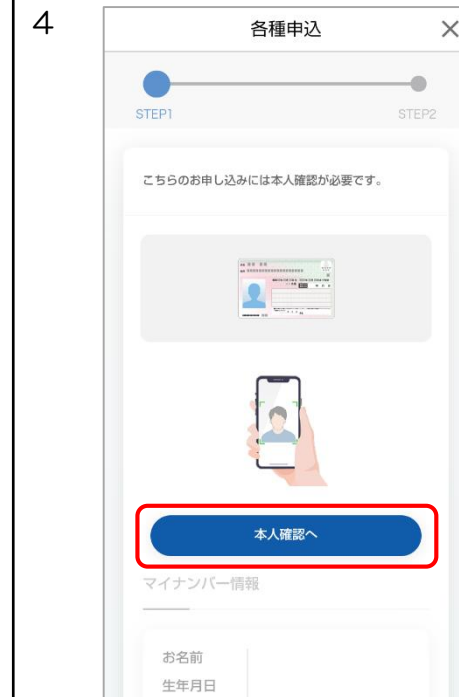 4
各種申込
STEP1
STEP2
こちらのお申し込みには本人確認が必要です。
本人確認へ
マイナンバー情報
お名前
生年月日